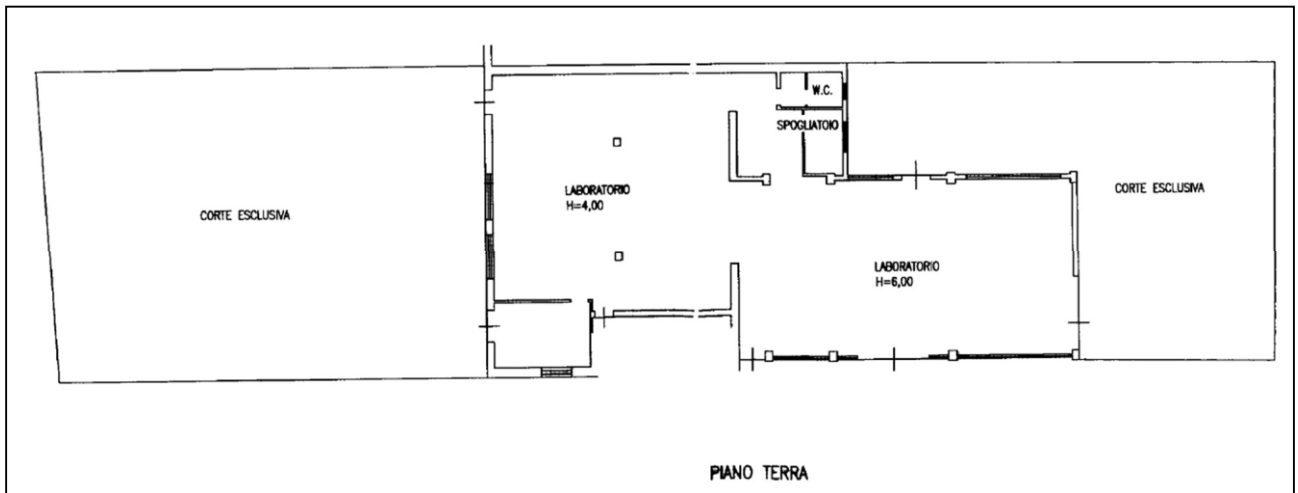 W.C.
SPOGLIATOIO
LABORATORIO
H=4,00
CORTE ESCLUSIVA
CORTE ESCLUSIVA
LABORATORIO
H=6,00
PIANO TERRA